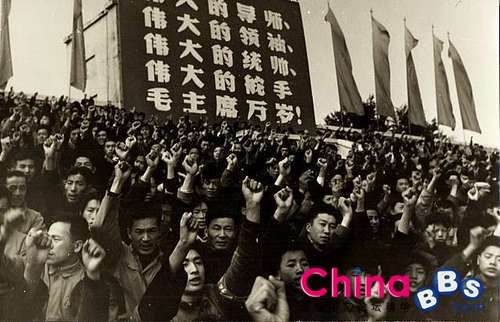 伟大的导师、
伟大的领袖、
伟大的统帅、
伟大的舵手
毛主席万岁!
China
BBS